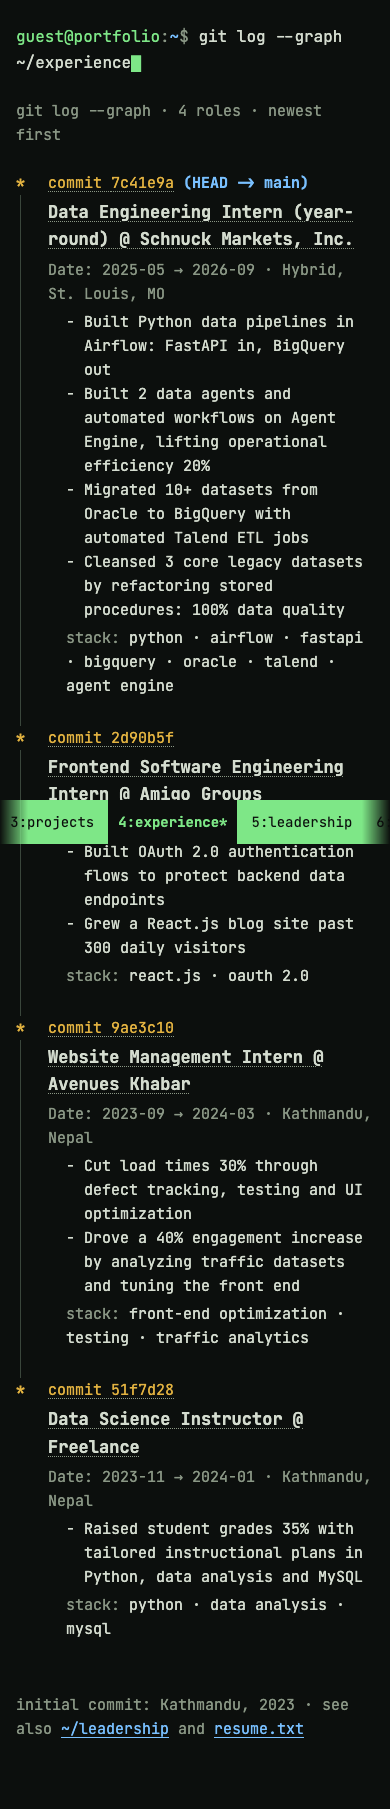 guest@portfolio:~$ git log --graph
~/experience
git log --graph · 4 roles · newest
first
* commit 7c41e9a (HEAD -> main)
Data Engineering Intern (year-
round) @ Schnuck Markets, Inc.
Date: 2025-05 → 2026-09 · Hybrid,
St. Louis, MO
- Built Python data pipelines in
Airflow: FastAPI in, BigQuery
out
- Built 2 data agents and
automated workflows on Agent
Engine, lifting operational
efficiency 20%
- Migrated 10+ datasets from
Oracle to BigQuery with
automated Talend ETL jobs
- Cleansed 3 core legacy datasets
by refactoring stored
procedures: 100% data quality
stack: python · airflow · fastapi
· bigquery · oracle · talend ·
agent engine
* commit 2d90b5f
Frontend Software Engineering
Intern @ Amigo Groups
3:projects 4:experience* 5:leadership 6
- Built OAuth 2.0 authentication
flows to protect backend data
endpoints
- Grew a React.js blog site past
300 daily visitors
stack: react.js · oauth 2.0
* commit 9ae3c10
Website Management Intern @
Avenues Khabar
Date: 2023-09 → 2024-03 · Kathmandu,
Nepal
- Cut load times 30% through
defect tracking, testing and UI
optimization
- Drove a 40% engagement increase
by analyzing traffic datasets
and tuning the front end
stack: front-end optimization ·
testing · traffic analytics
* commit 51f7d28
Data Science Instructor @
Freelance
Date: 2023-11 → 2024-01 · Kathmandu,
Nepal
- Raised student grades 35% with
tailored instructional plans in
Python, data analysis and MySQL
stack: python · data analysis ·
mysql
initial commit: Kathmandu, 2023 · see
also ~/leadership and resume.txt